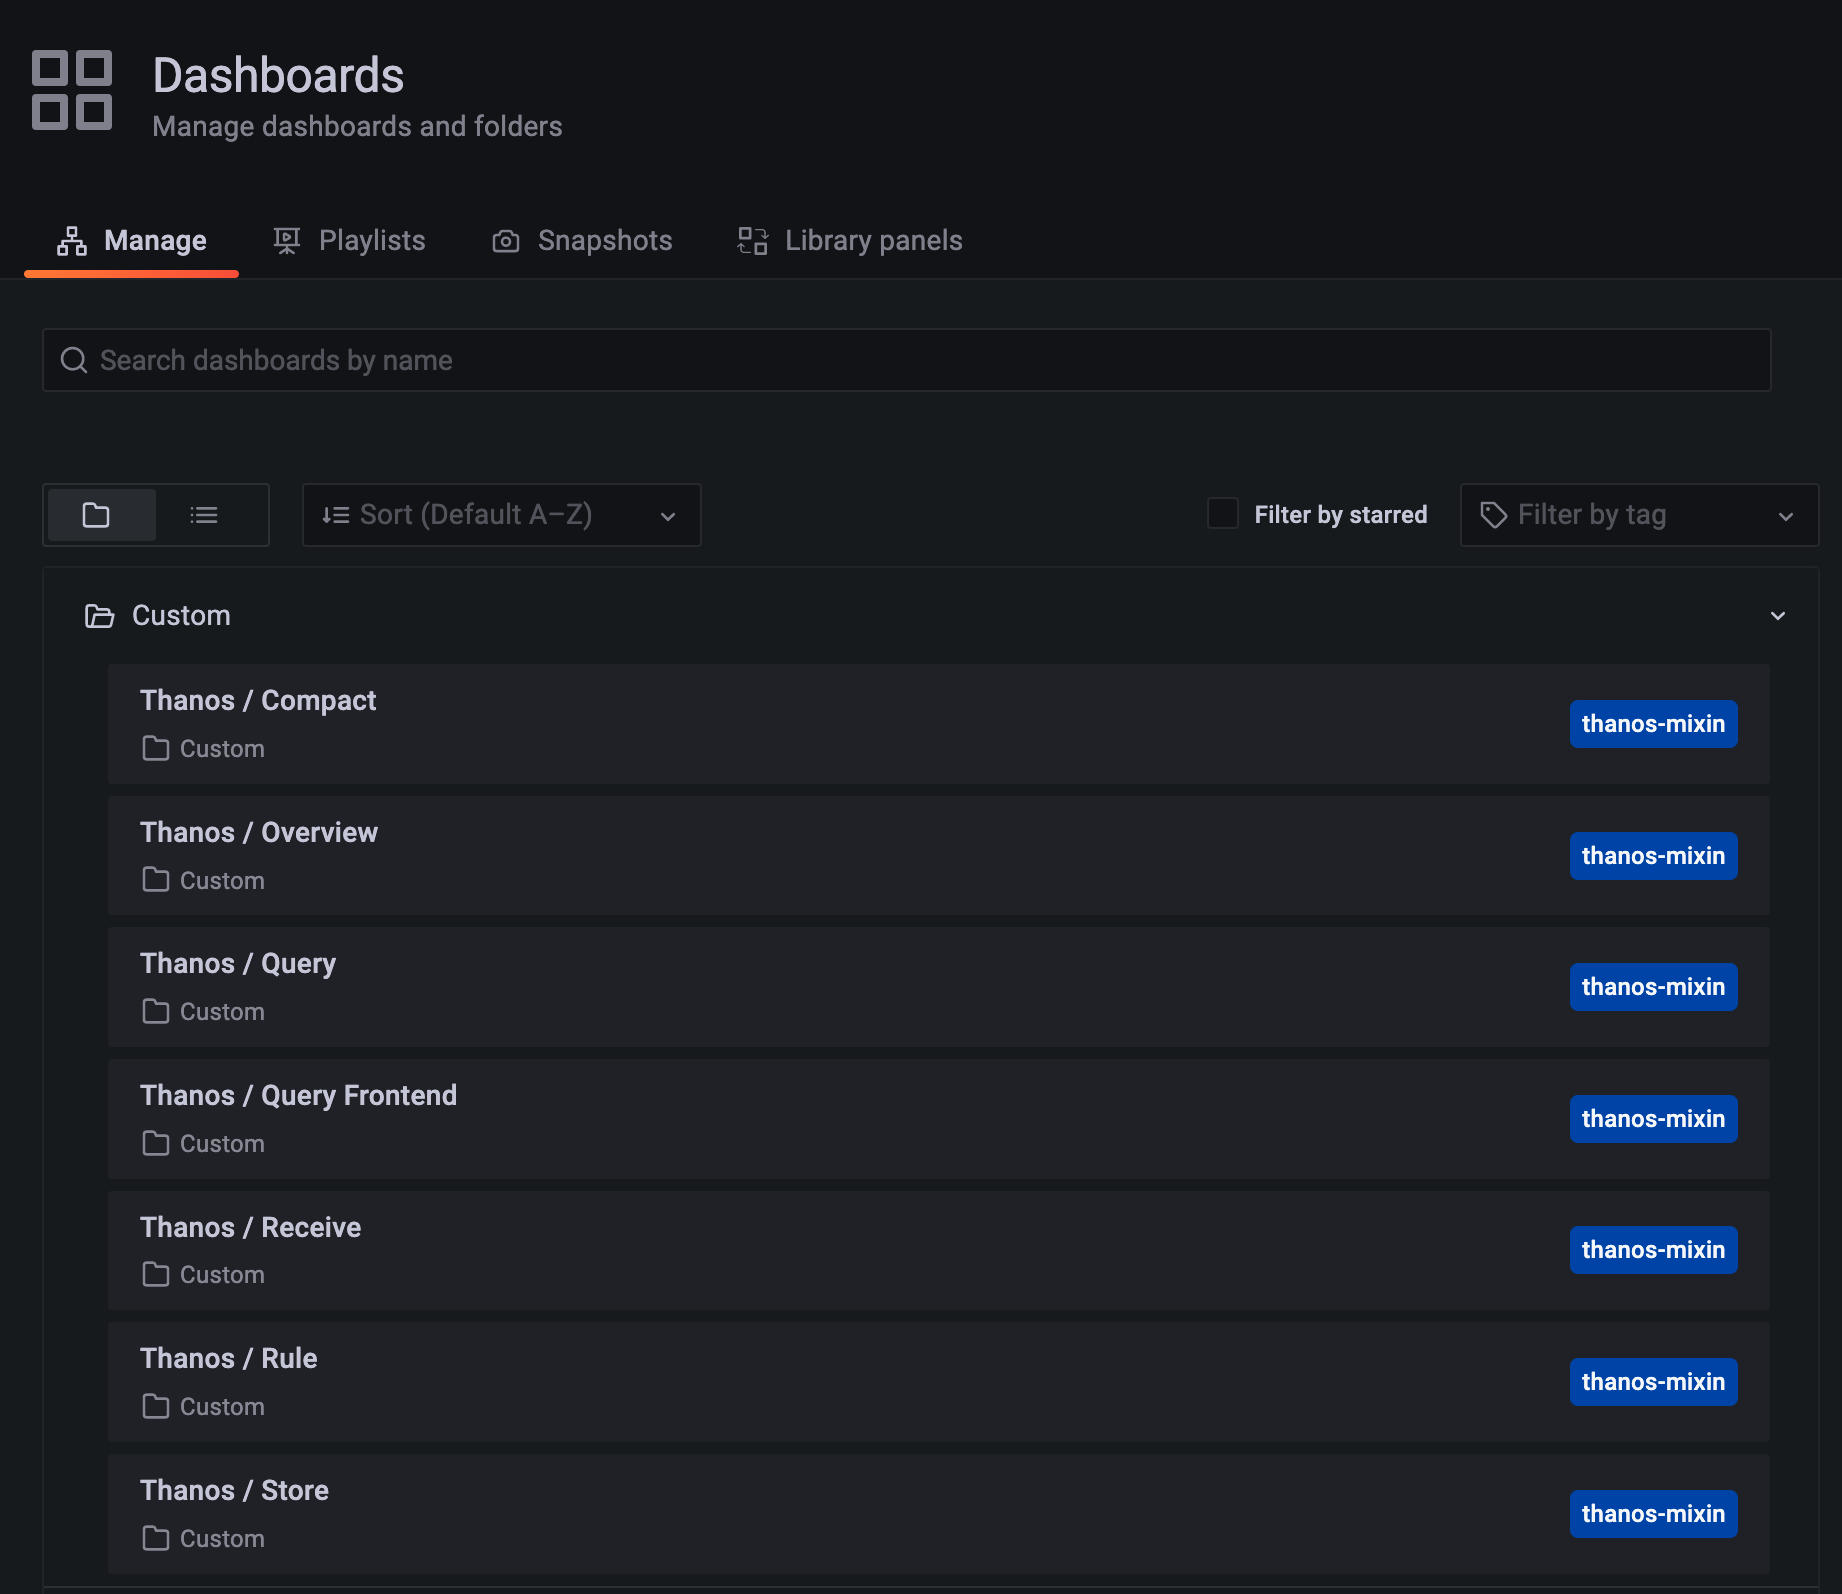 Dashboards
Manage dashboards and folders
Manage Playlists Snapshots Library panels
Search dashboards by name
Sort (Default A–Z) Filter by starred Filter by tag
Custom
Thanos / Compact
thanos-mixin
Custom
Thanos / Overview
thanos-mixin
Custom
Thanos / Query
thanos-mixin
Custom
Thanos / Query Frontend
thanos-mixin
Custom
Thanos / Receive
thanos-mixin
Custom
Thanos / Rule
thanos-mixin
Custom
Thanos / Store
thanos-mixin
Custom